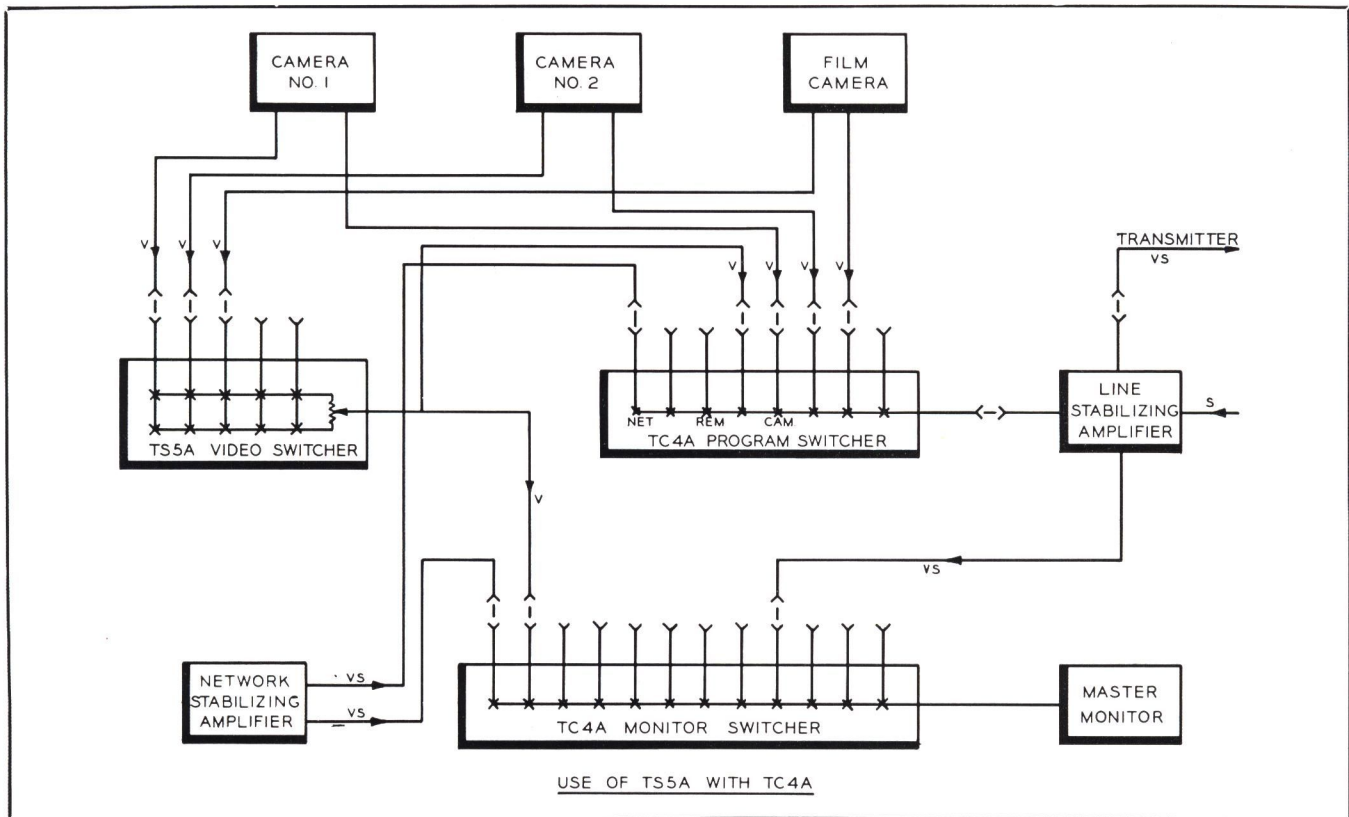 CAMERA
NO. 1
CAMERA
NO. 2
FILM
CAMERA
V
V
V
V
V
V
V
TRANSMITTER
VS
NET
REM
CAM
TC4A PROGRAM SWITCHER
LINE
STABILIZING
AMPLIFIER
S
TS5A VIDEO SWITCHER
V
VS
NETWORK
STABILIZING
AMPLIFIER
VS
VS
TC4A MONITOR SWITCHER
MASTER
MONITOR
USE OF TS5A WITH TC4A